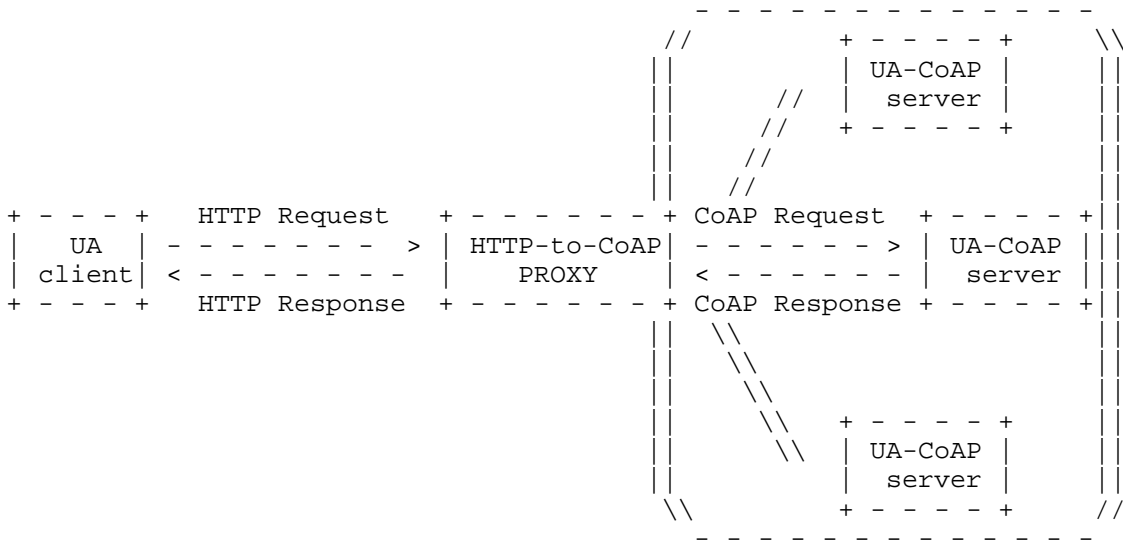 UA-CoAP
server
HTTP Request CoAP Request
UA HTTP-to-CoAP UA-CoAP
client PROXY server
HTTP Response CoAP Response
UA-CoAP
server